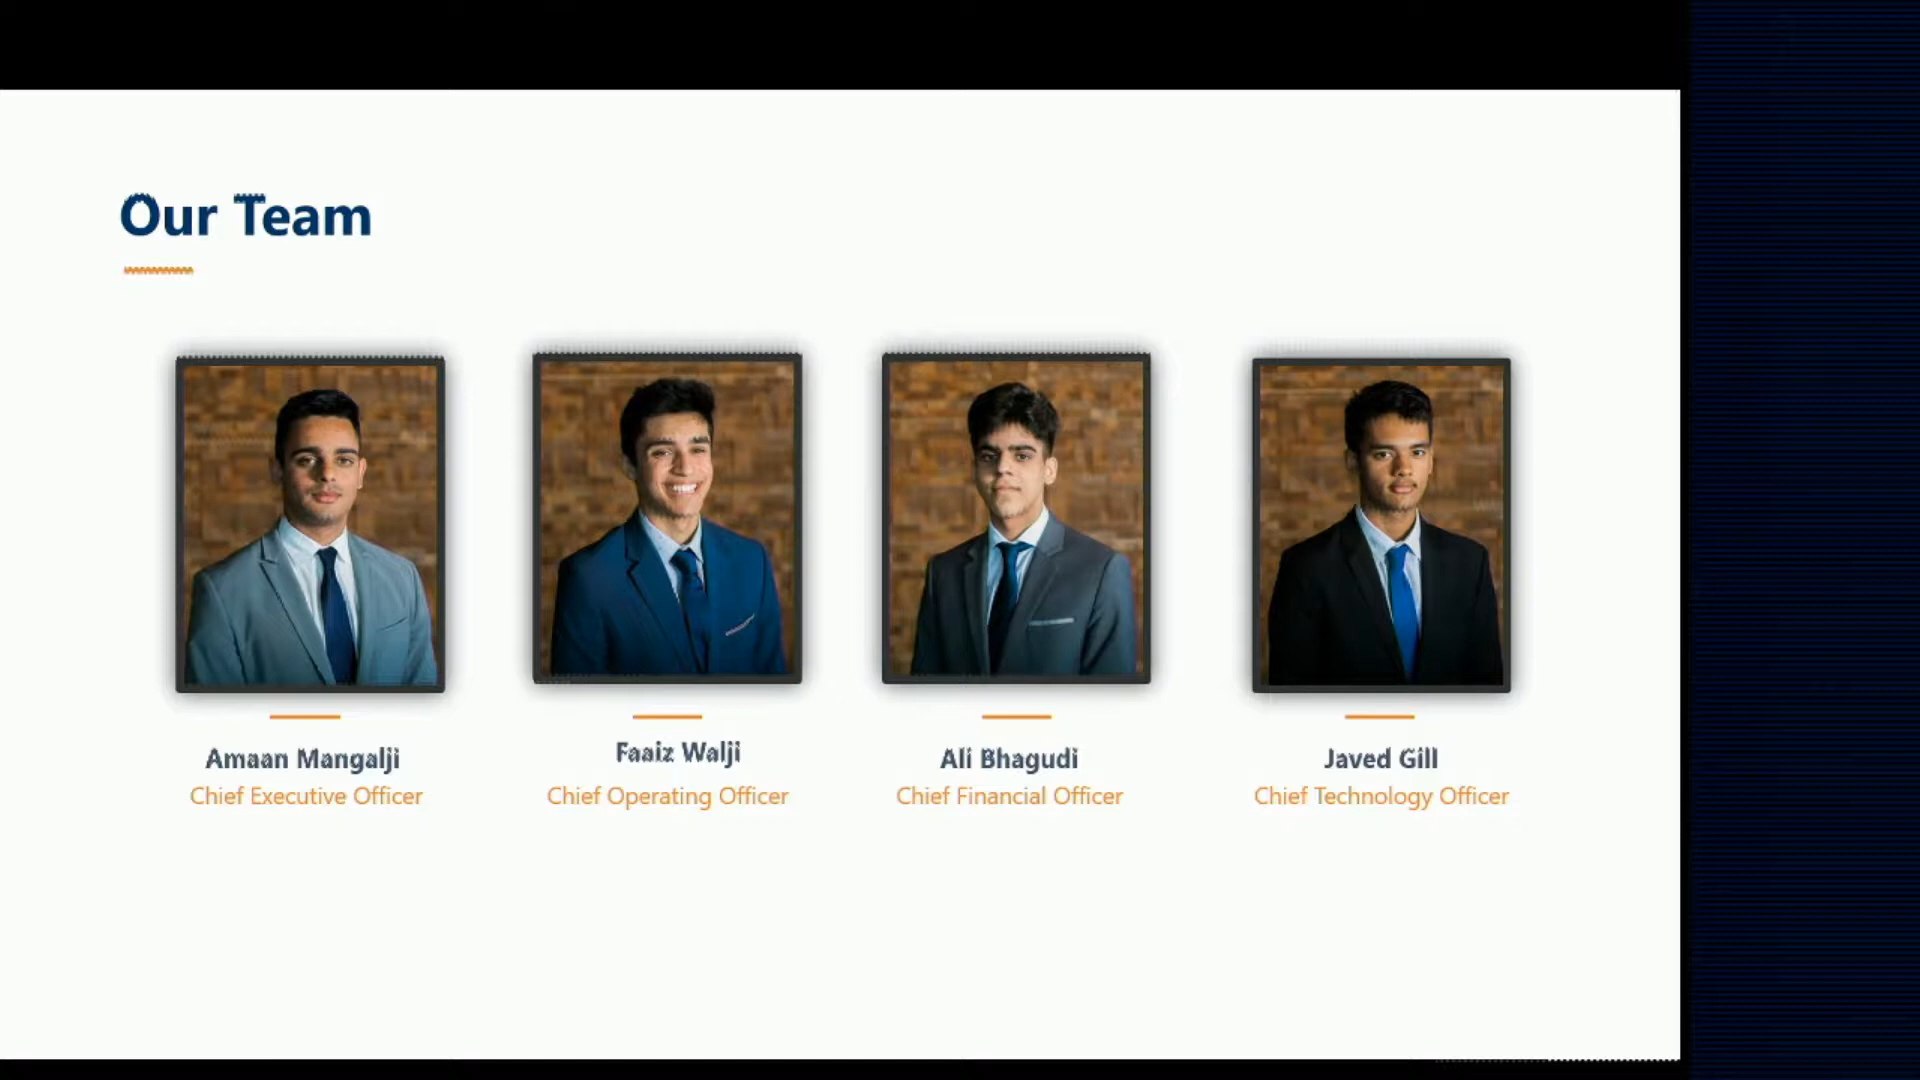 Our Team
Amaan Mangalji
Chief Executive Officer
Faaiz Walji
Chief Operating Officer
Ali Bhagudi
Chief Financial Officer
Javed Gill
Chief Technology Officer